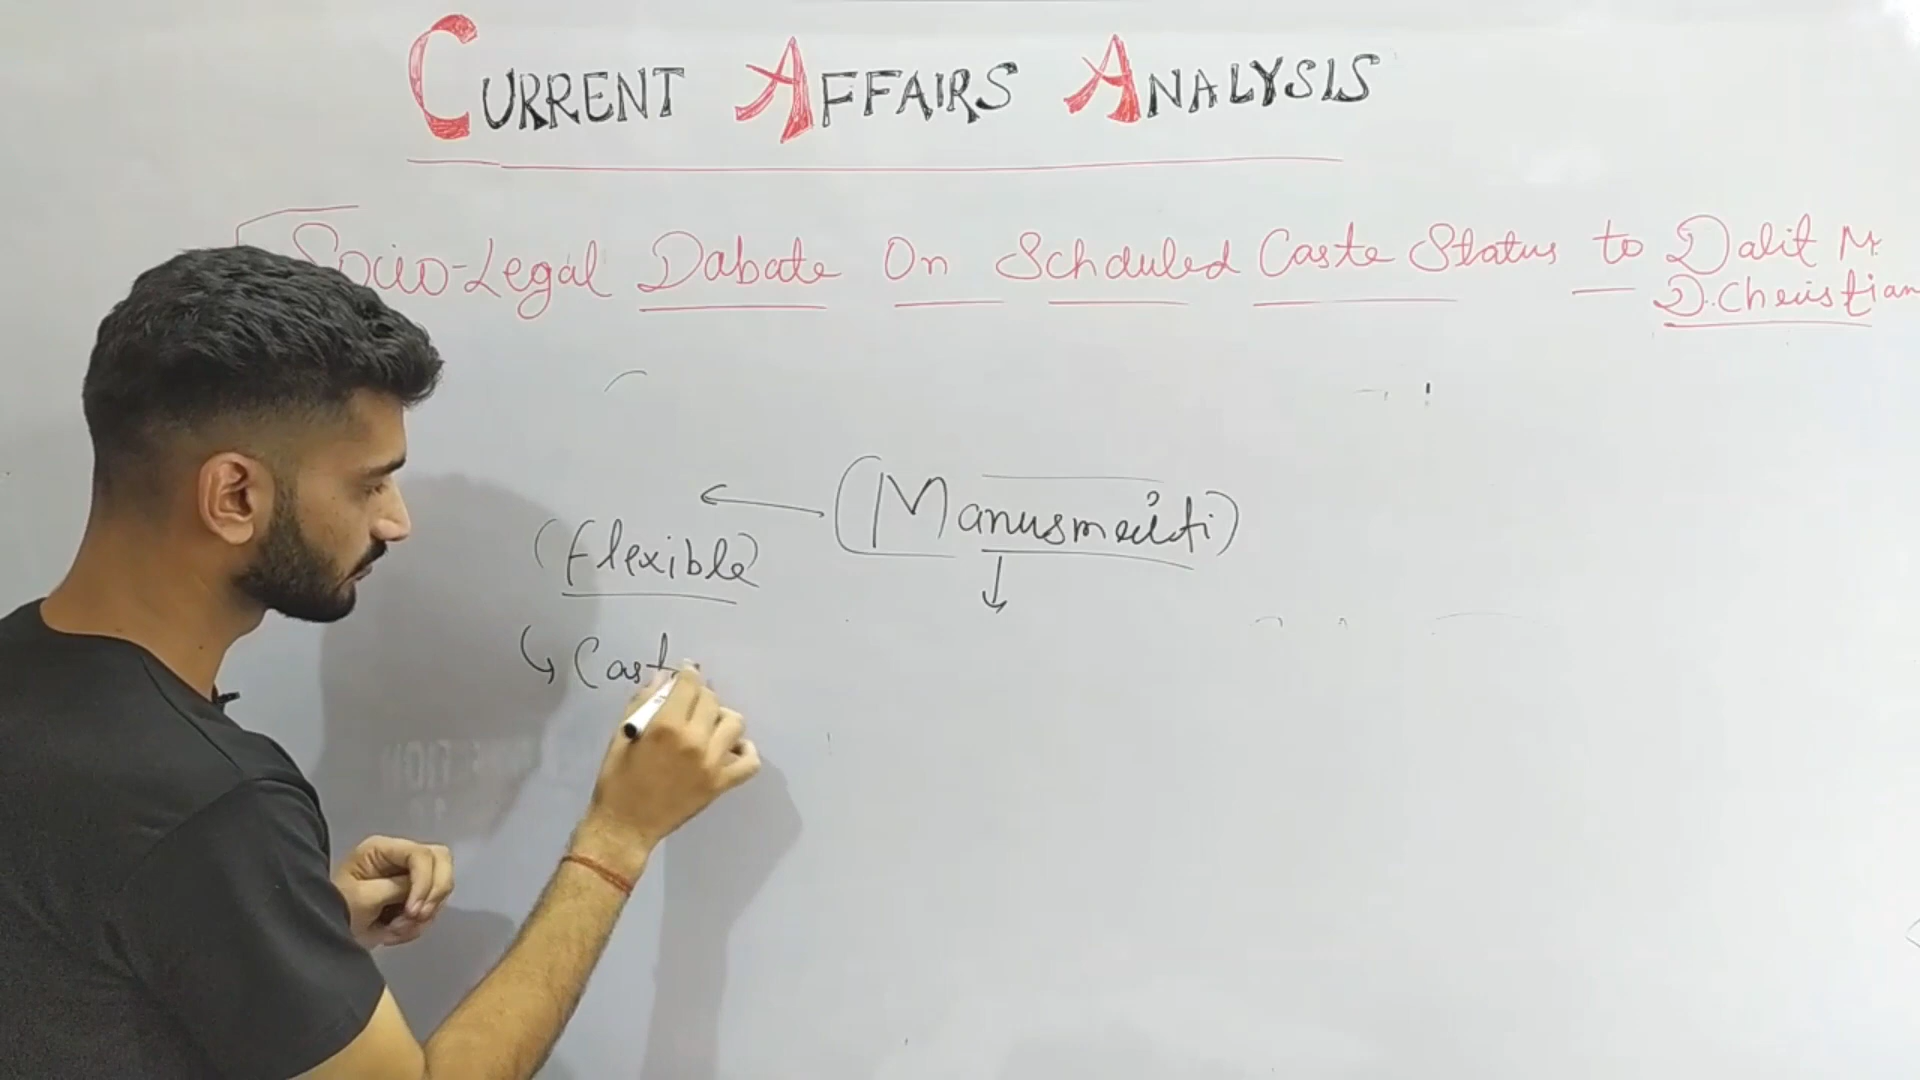 CURRENT AFFAIRS ANALYSIS
Socio-Legal Dabate On Schduled Caste Status to Dalit M.
D.Christian
(Manusmriti)
(Flexible)
Cast